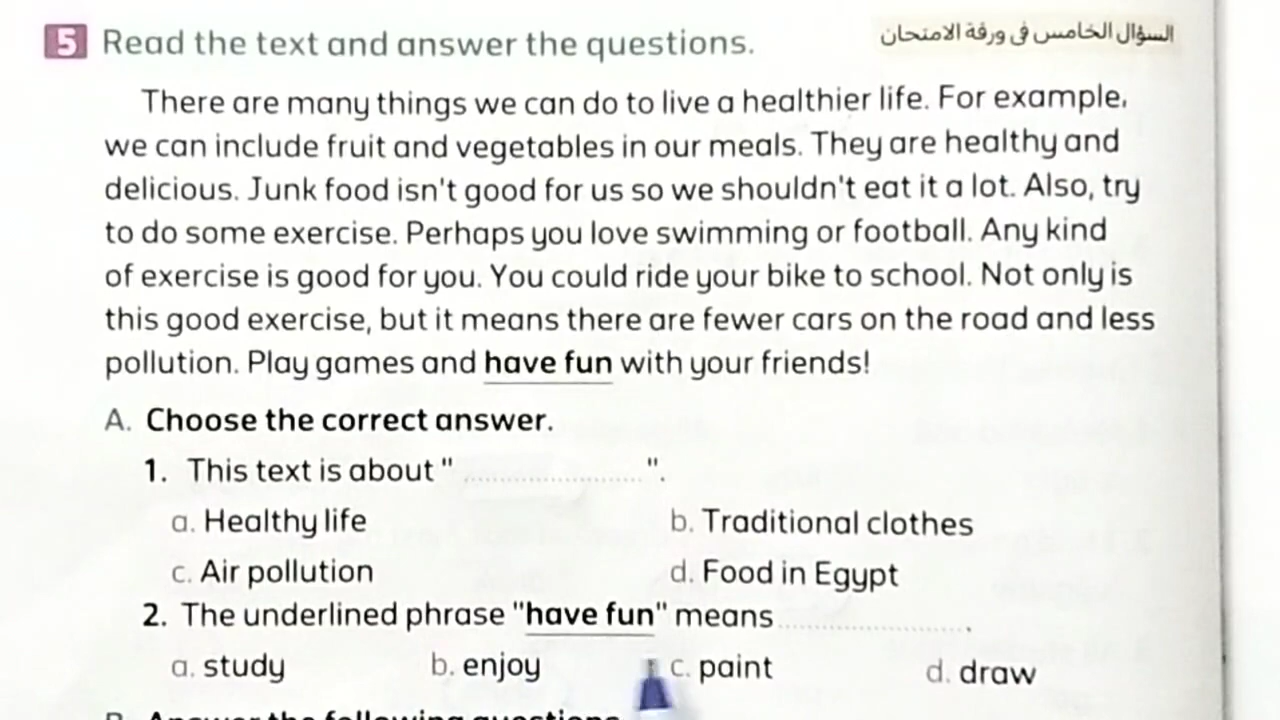 5 Read the text and answer the questions.
السؤال الخامس فى ورقة الامتحان
There are many things we can do to live a healthier life. For example,
we can include fruit and vegetables in our meals. They are healthy and
delicious. Junk food isn't good for us so we shouldn't eat it a lot. Also, try
to do some exercise. Perhaps you love swimming or football. Any kind
of exercise is good for you. You could ride your bike to school. Not only is
this good exercise, but it means there are fewer cars on the road and less
pollution. Play games and have fun with your friends!
A. Choose the correct answer.
1. This text is about "...................".
a. Healthy life b. Traditional clothes
c. Air pollution d. Food in Egypt
2. The underlined phrase "have fun" means ...................
a. study b. enjoy c. paint d. draw
B. Answer the following questions.